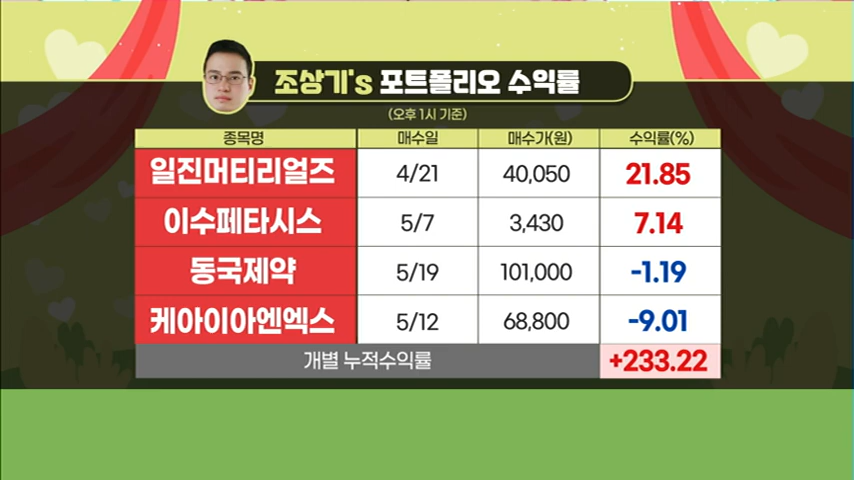 조상기's 포트폴리오 수익률
(오후 1시 기준)
종목명 매수일 매수가(원) 수익률(%)
일진머티리얼즈 4/21 40,050 21.85
이수페타시스 5/7 3,430 7.14
동국제약 5/19 101,000 -1.19
케아이아엔엑스 5/12 68,800 -9.01
개별 누적수익률 +233.22